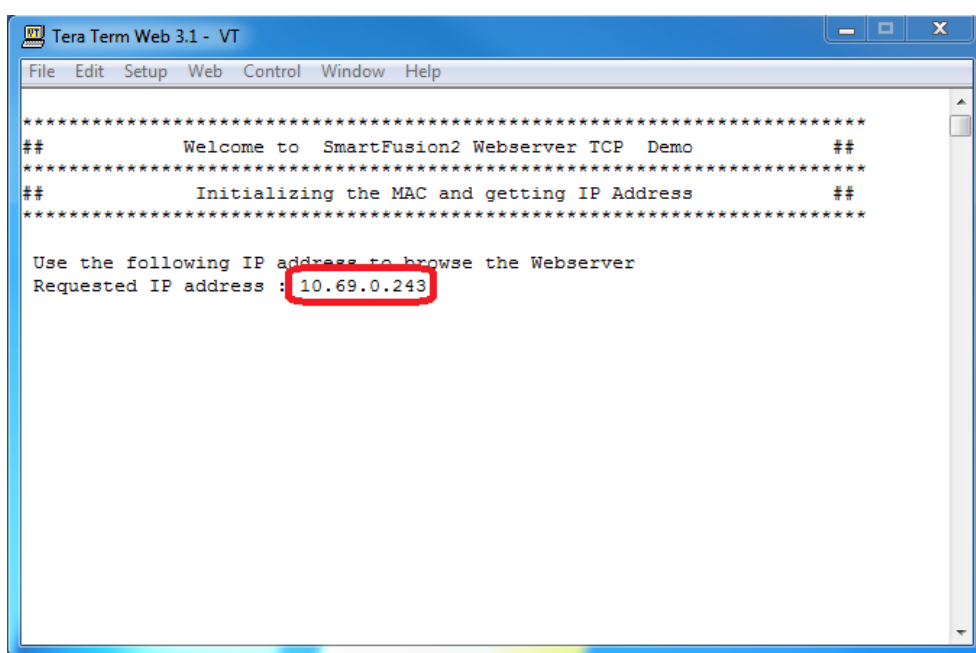 Tera Term Web 3.1 - VT
File Edit Setup Web Control Window Help
*************************************************************************
## Welcome to SmartFusion2 Webserver TCP Demo ##
*************************************************************************
## Initializing the MAC and getting IP Address ##
*************************************************************************
Use the following IP address to browse the Webserver
Requested IP address : 10.69.0.243